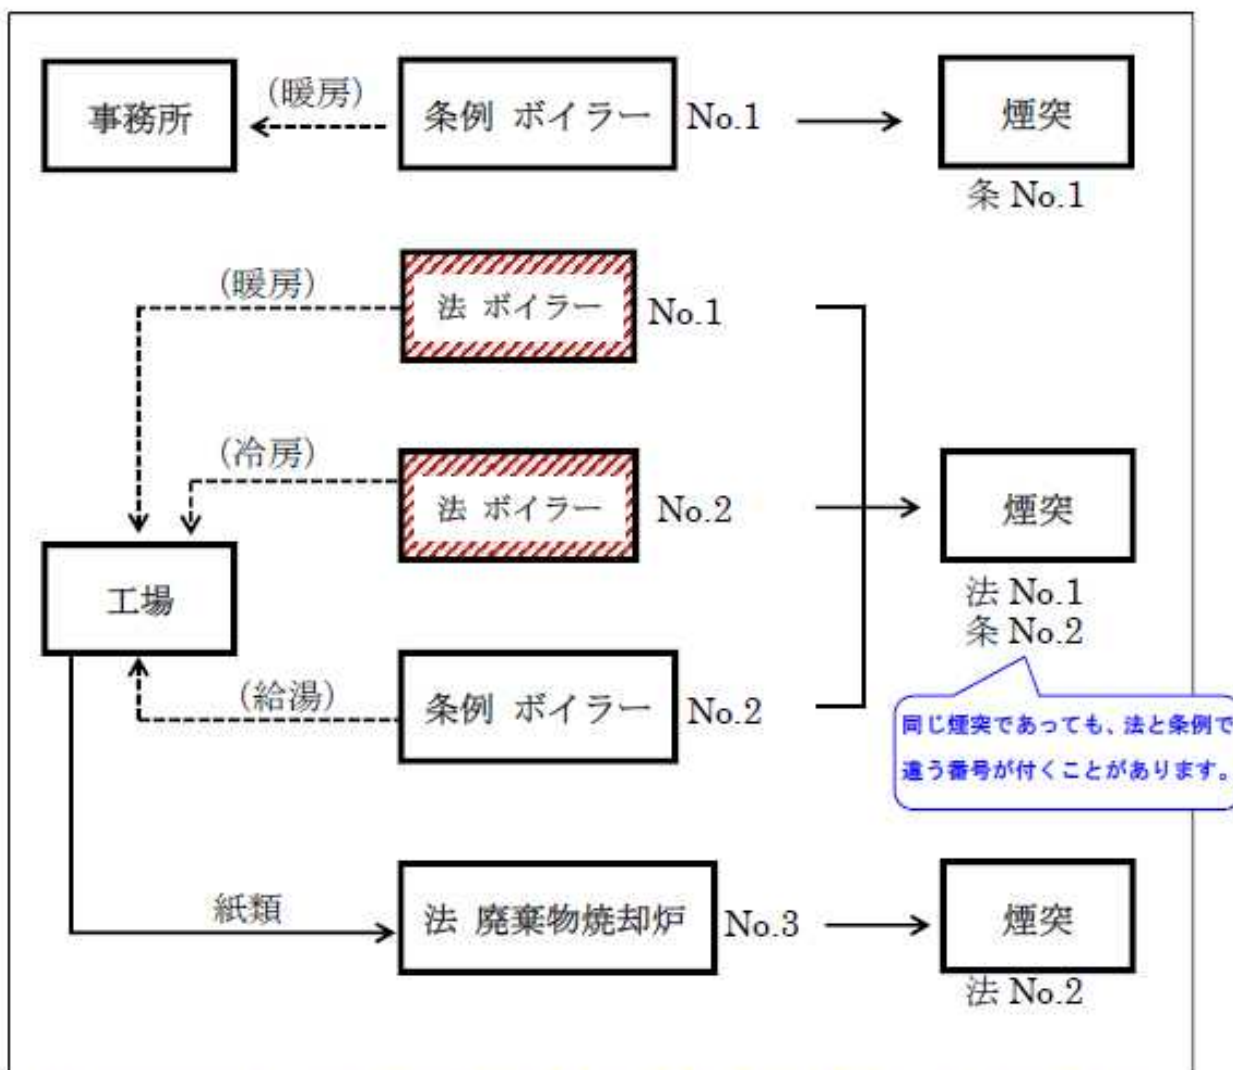 事務所
(暖房)
条例 ボイラー
No.1
煙突
条 No.1
(暖房)
法 ボイラー
No.1
(冷房)
法 ボイラー
No.2
煙突
法 No.1
条 No.2
工場
(給湯)
条例 ボイラー
No.2
同じ煙突であっても、法と条例で
違う番号が付くことがあります。
紙類
法 廃棄物焼却炉
No.3
煙突
法 No.2